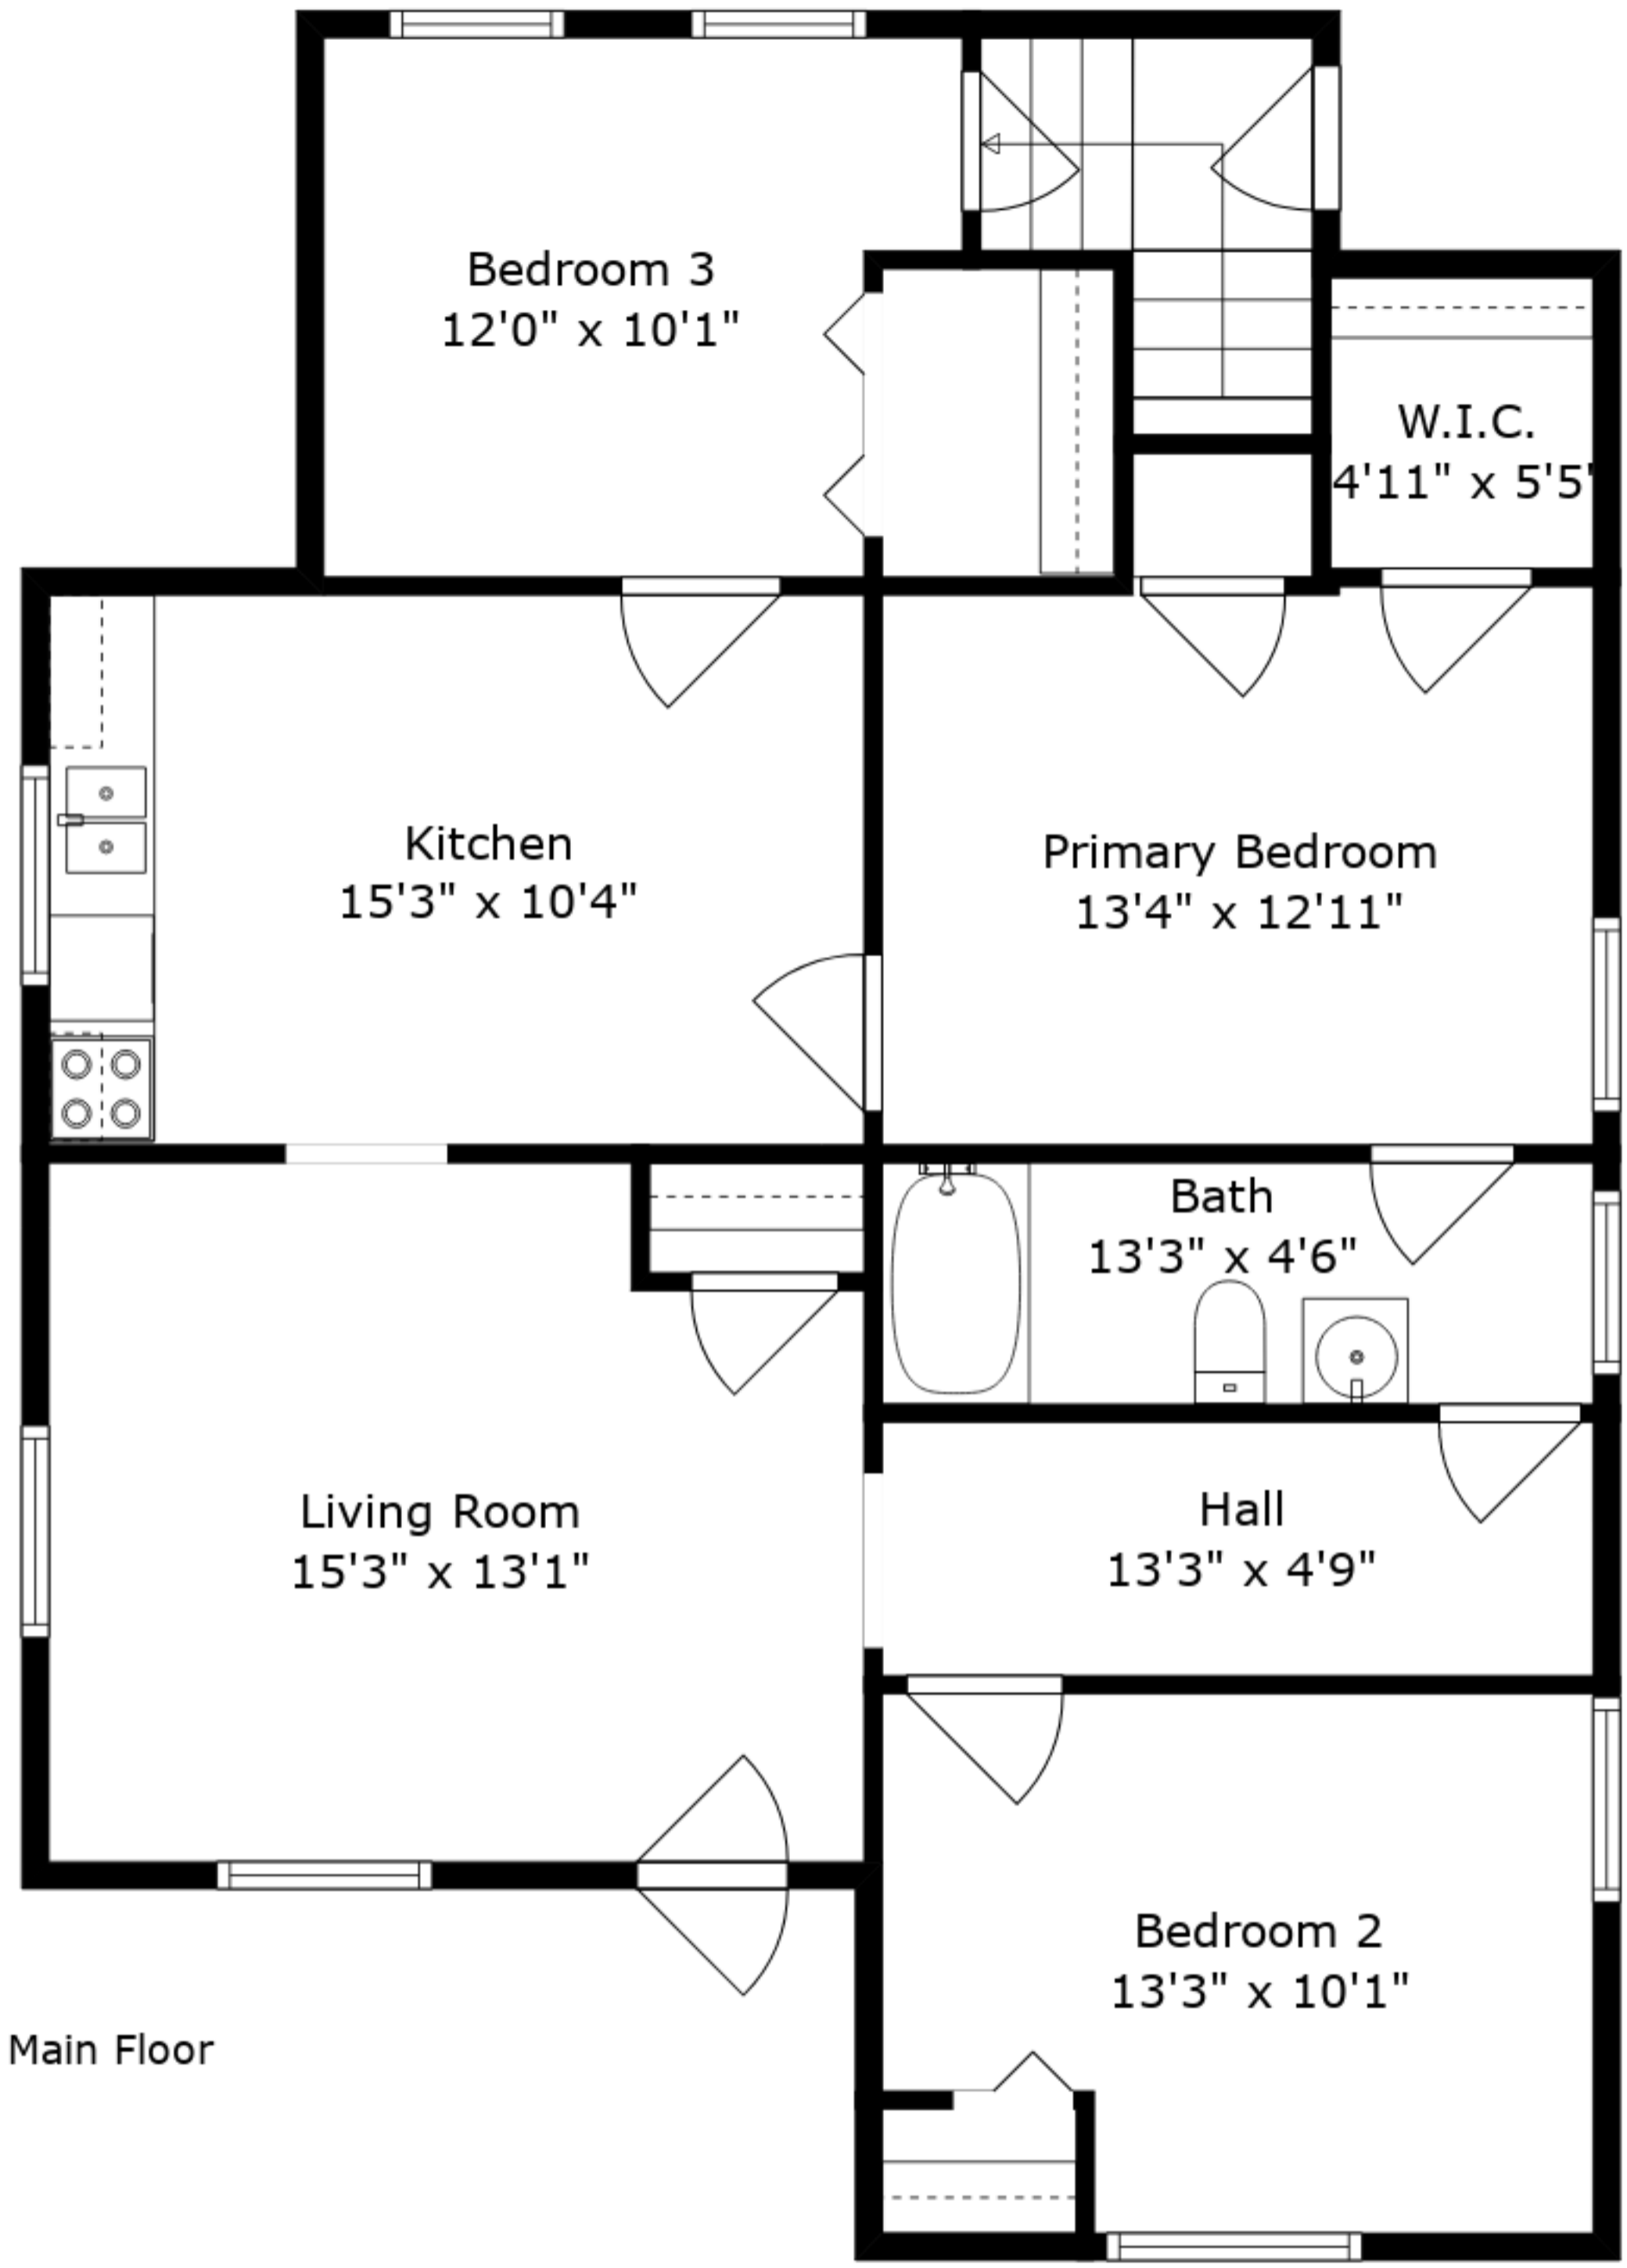 Bedroom 3
12'0" x 10'1"
W.I.C.
4'11" x 5'5'
Kitchen
15'3" x 10'4"
Primary Bedroom
13'4" x 12'11"
Bath
13'3" x 4'6"
Living Room
15'3" x 13'1"
Hall
13'3" x 4'9"
Bedroom 2
13'3" x 10'1"
Main Floor